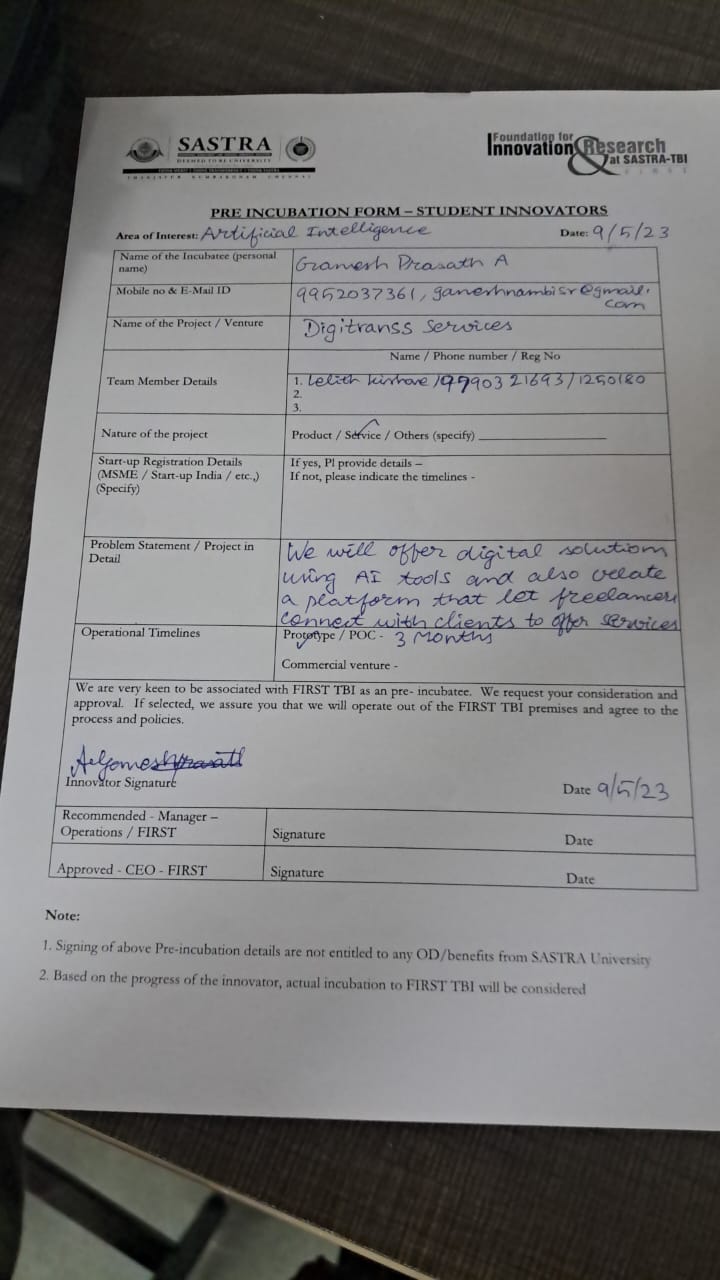 SASTRA
DEEMED TO BE UNIVERSITY
THANJAVUR KUMBAKONAM CHENNAI
Foundation for
Innovation & Research
at SASTRA-TBI
FIRST
PRE INCUBATION FORM – STUDENT INNOVATORS
Area of Interest: Artificial Intelligence Date: 9/5/23
Name of the Incubatee (personal name) Ganesh Prasath A
Mobile no & E-Mail ID 9952037361, ganeshnambisr@gmail.
com
Name of the Project / Venture Digitranss Services
Name / Phone number / Reg No
Team Member Details
1. Lelith kishore /99903 21693/1250180
2.
3.
Nature of the project Product / Service / Others (specify)
Start-up Registration Details If yes, Pl provide details –
(MSME / Start-up India / etc.,) If not, please indicate the timelines -
(Specify)
Problem Statement / Project in Detail
We will offer digital solution
using AI tools and also create
a platform that let freelancers
connect with clients to offer services
Operational Timelines Prototype / POC - 3 Months
Commercial venture -
We are very keen to be associated with FIRST TBI as an pre- incubatee. We request your consideration and
approval. If selected, we assure you that we will operate out of the FIRST TBI premises and agree to the
process and policies.
Innovator Signature Date 9/5/23
Recommended - Manager –
Operations / FIRST Signature Date
Approved - CEO - FIRST Signature Date
Note:
1. Signing of above Pre-incubation details are not entitled to any OD/benefits from SASTRA University
2. Based on the progress of the innovator, actual incubation to FIRST TBI will be considered